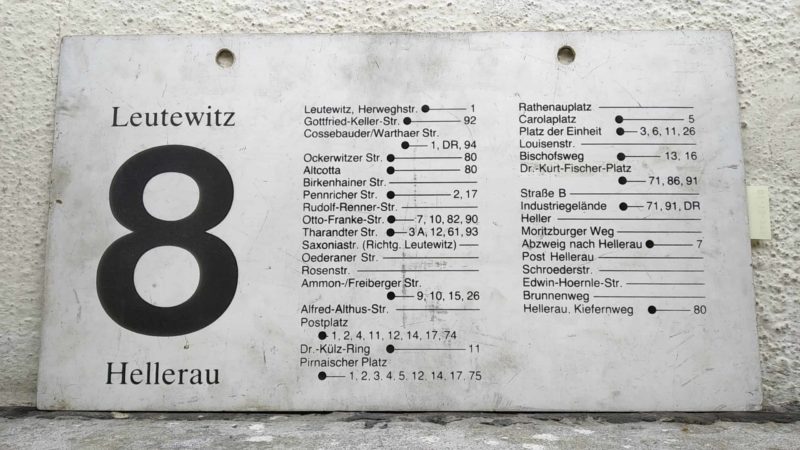 Leutewitz
8
Hellerau
Leutewitz, Herweghstr. 1
Gottfried-Keller-Str. 92
Cossebauder/Warthaer Str.
1, DR, 94
Ockerwitzer Str. 80
Altcotta 80
Birkenhainer Str.
Pennricher Str. 2, 17
Rudolf-Renner-Str.
Otto-Franke-Str. 7, 10, 82, 90
Tharandter Str. 3 A, 12, 61, 93
Saxoniastr. (Richtg. Leutewitz)
Oederaner Str.
Rosenstr.
Ammon-/Freiberger Str.
9, 10, 15, 26
Alfred-Althus-Str.
Postplatz
1, 2, 4, 11, 12, 14, 17, 74
Dr.-Külz-Ring 11
Pirnaischer Platz
1, 2, 3, 4, 5, 12, 14, 17, 75
Rathenauplatz
Carolaplatz 5
Platz der Einheit 3, 6, 11, 26
Louisenstr.
Bischofsweg 13, 16
Dr.-Kurt-Fischer-Platz
71, 86, 91
Straße B
Industriegelände 71, 91, DR
Heller
Moritzburger Weg
Abzweig nach Hellerau 7
Post Hellerau
Schroederstr.
Edwin-Hoernle-Str.
Brunnenweg
Hellerau, Kiefernweg 80